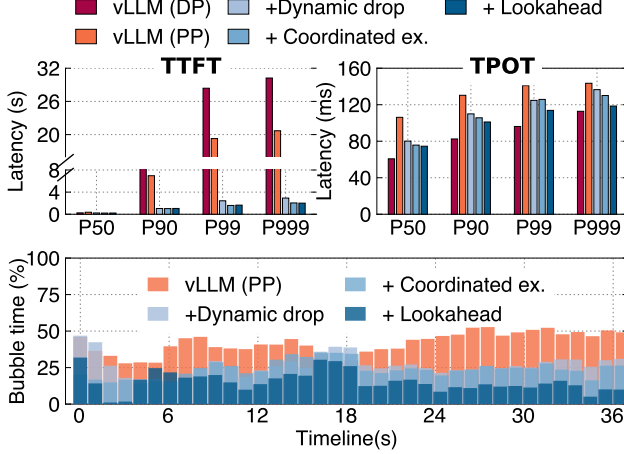 vLLM (DP) +Dynamic drop + Lookahead
vLLM (PP) + Coordinated ex.
TTFT TPOT
Latency (s)
32
28
24
20
8
4
0
P50 P90 P99 P999
Latency (ms)
160
120
80
40
0
P50 P90 P99 P999
Bubble time (%)
100
75
50
25
0
vLLM (PP) + Coordinated ex.
+Dynamic drop + Lookahead
0 6 12 18 24 30 36
Timeline(s)